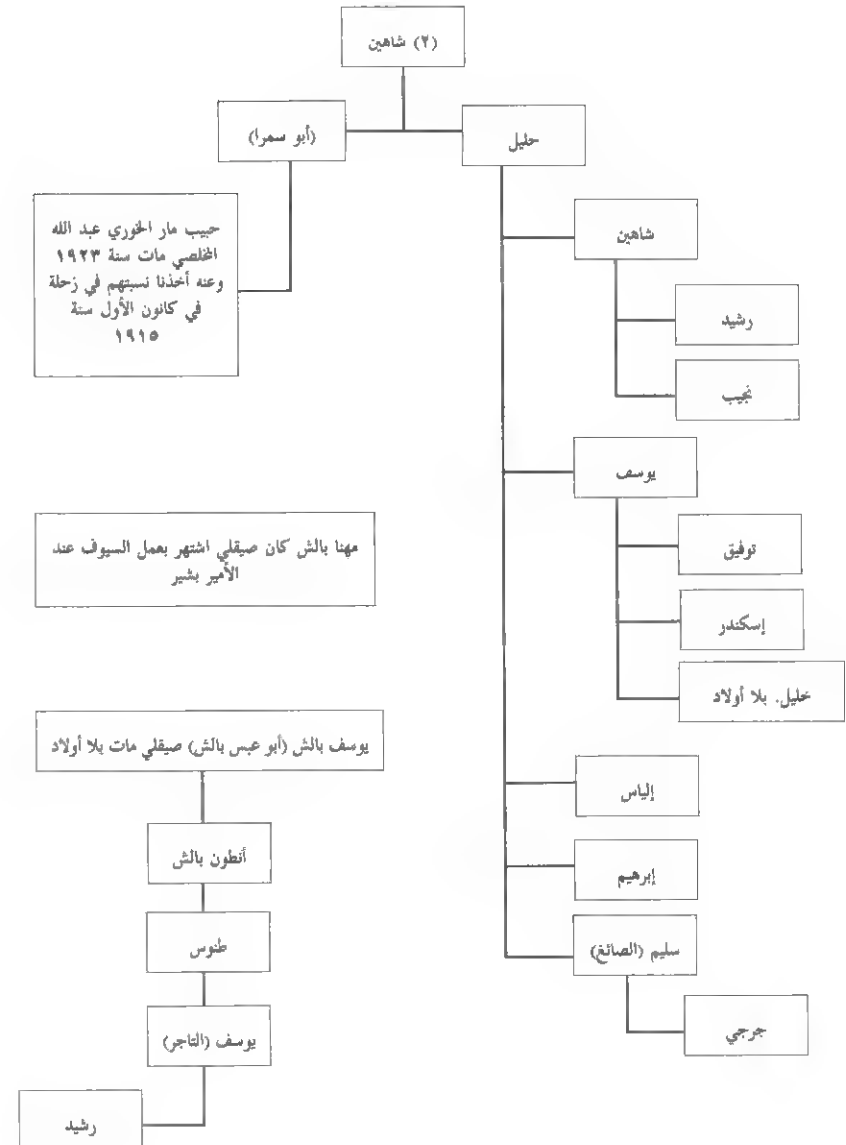 (٢) شاهين
(أبو سمرا)
خليل
حبيب مار الخوري عبد الله
المخلصي مات سنة ١٩٢٣
وعنه أخذنا نسبتهم في زحلة
في كانون الأول سنة
١٩١٥
شاهين
رشيد
نجيب
يوسف
توفيق
إسكندر
خليل. بلا أولاد
مهنا بالش كان صيقلي اشتهر بعمل السيوف عند
الأمير بشير
إلياس
إبرهيم
سليم (الصائغ)
جرجي
يوسف بالش (أبو عبس بالش) صيقلي مات بلا أولاد
أنطون بالش
طنوس
يوسف (التاجر)
رشيد